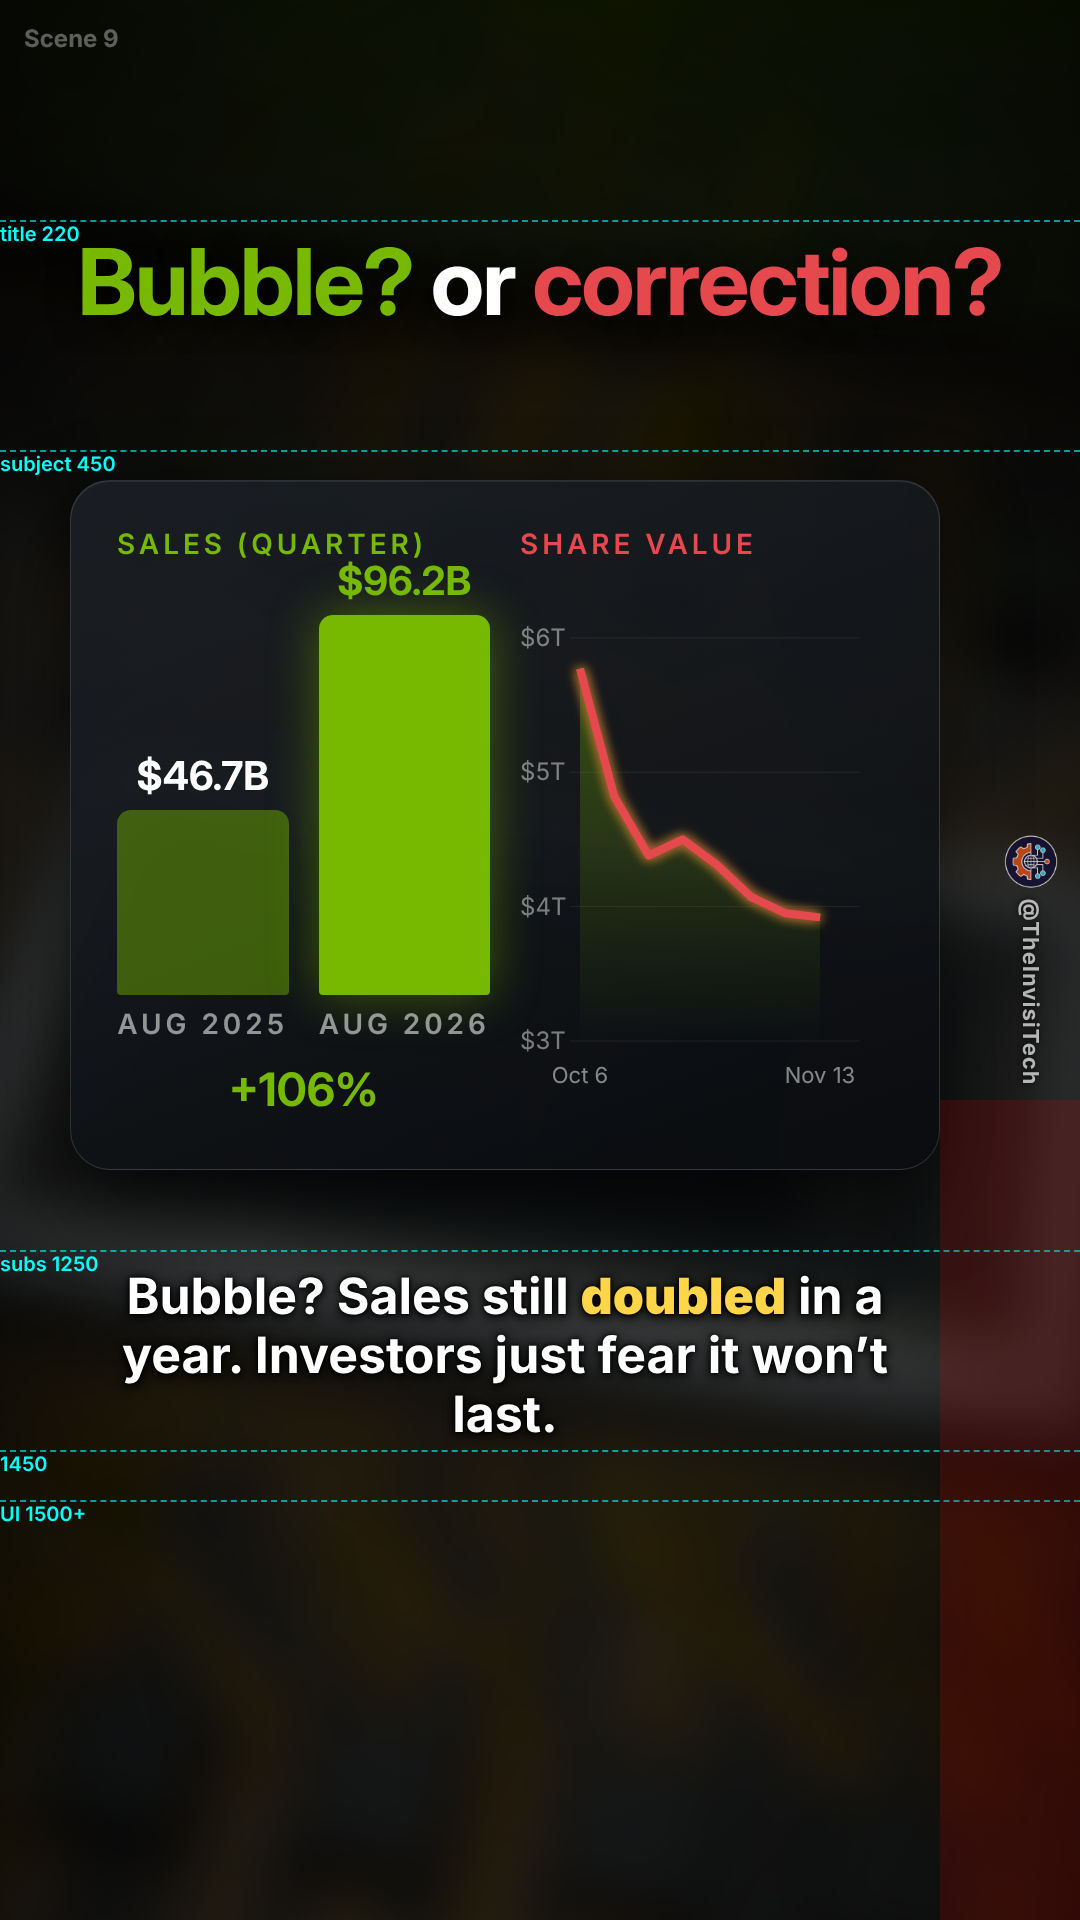 Scene 9
title 220
Bubble? or correction?
subject 450
SALES (QUARTER)
$96.2B
$46.7B
AUG 2025
AUG 2026
+106%
SHARE VALUE
$6T
$5T
$4T
$3T
Oct 6
Nov 13
@TheInvisiTech
subs 1250
Bubble? Sales still doubled in a
year. Investors just fear it won’t
last.
1450
UI 1500+